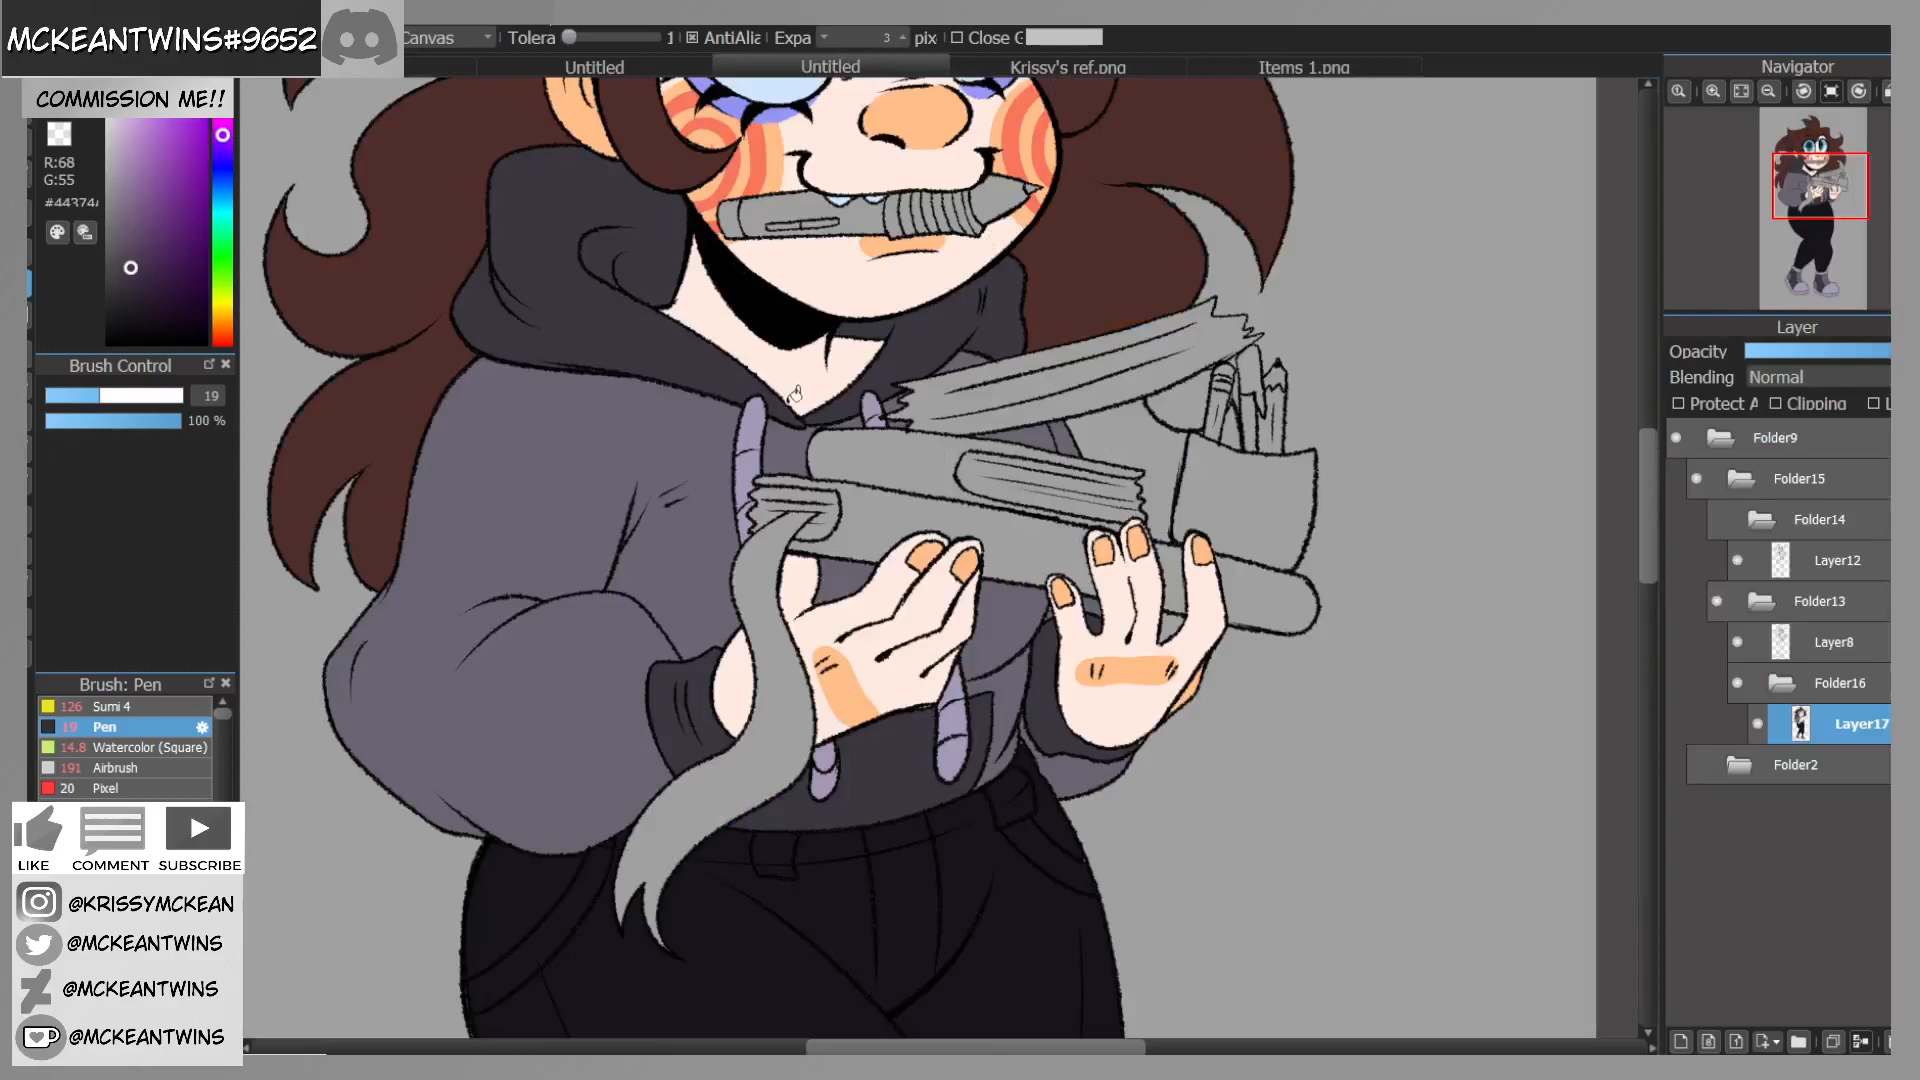 MCKEANTWINS#9652
COMMISSION ME!!
Canvas
Tolera
1
AntiAlia
Expa
3
pix
Close G
Untitled
Untitled
Krissy's ref.png
Items 1.png
Navigator
R:68
G:55
Brush Control
19
100 %
Brush: Pen
126 Sumi 4
19 Pen
14.8 Watercolor (Square)
191 Airbrush
20 Pixel
LIKE
COMMENT
SUBSCRIBE
@KRISSYMCKEAN
@MCKEANTWINS
@MCKEANTWINS
@MCKEANTWINS
Layer
Opacity
Blending Normal
Protect A
Clipping
Folder9
Folder15
Folder14
Layer12
Folder13
Layer8
Folder16
Layer17
Folder2